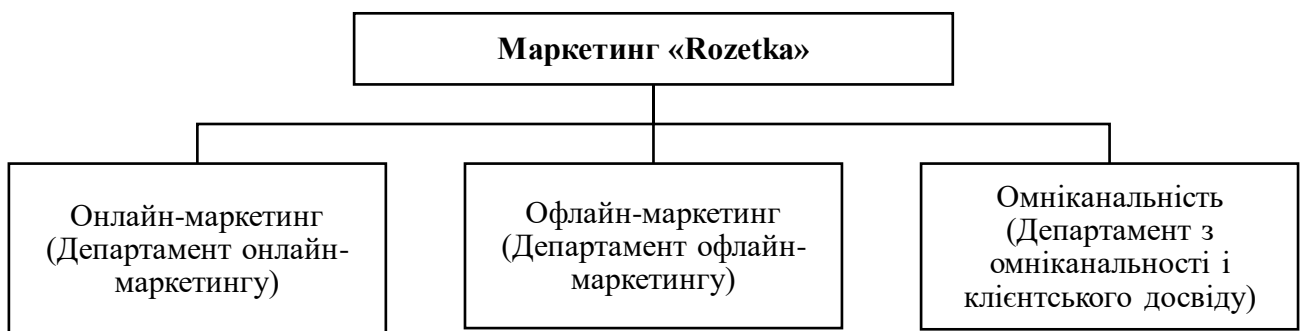 Маркетинг «Rozetka»
Онлайн-маркетинг
(Департамент онлайн-
маркетингу)
Офлайн-маркетинг
(Департамент офлайн-
маркетингу)
Омніканальність
(Департамент з
омніканальності і
клієнтського досвіду)